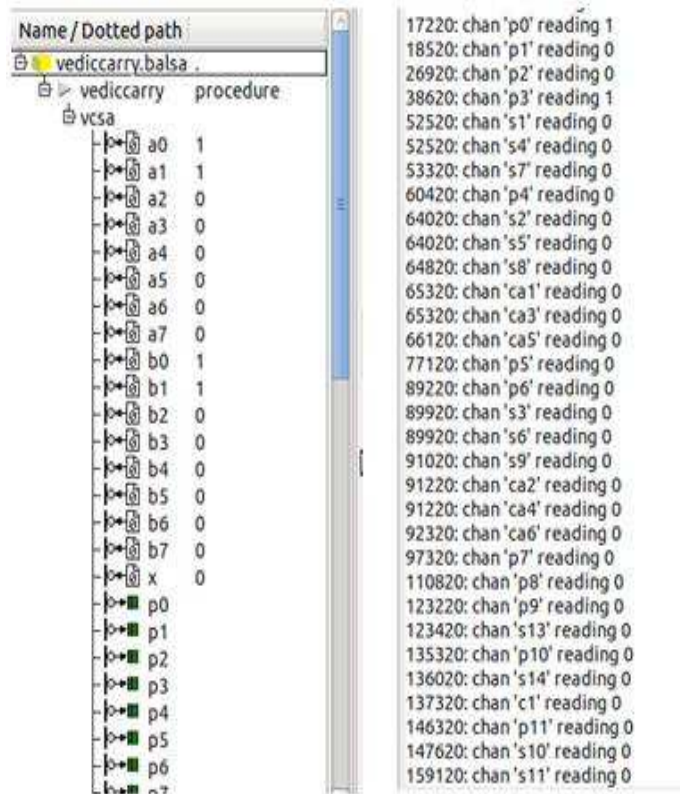 Name / Dotted path
vediccarry.balsa .
vediccarry procedure
vcsa
a0 1
a1 1
a2 0
a3 0
a4 0
a5 0
a6 0
a7 0
b0 1
b1 1
b2 0
b3 0
b4 0
b5 0
b6 0
b7 0
x 0
p0
p1
p2
p3
p4
p5
p6
p7
17220: chan 'p0' reading 1
18520: chan 'p1' reading 0
26920: chan 'p2' reading 0
38620: chan 'p3' reading 1
52520: chan 's1' reading 0
52520: chan 's4' reading 0
53320: chan 's7' reading 0
60420: chan 'p4' reading 0
64020: chan 's2' reading 0
64020: chan 's5' reading 0
64820: chan 's8' reading 0
65320: chan 'ca1' reading 0
65320: chan 'ca3' reading 0
66120: chan 'ca5' reading 0
77120: chan 'p5' reading 0
89220: chan 'p6' reading 0
89920: chan 's3' reading 0
89920: chan 's6' reading 0
91020: chan 's9' reading 0
91220: chan 'ca2' reading 0
91220: chan 'ca4' reading 0
92320: chan 'ca6' reading 0
97320: chan 'p7' reading 0
110820: chan 'p8' reading 0
123220: chan 'p9' reading 0
123420: chan 's13' reading 0
135320: chan 'p10' reading 0
136020: chan 's14' reading 0
137320: chan 'c1' reading 0
146320: chan 'p11' reading 0
147620: chan 's10' reading 0
159120: chan 's11' reading 0